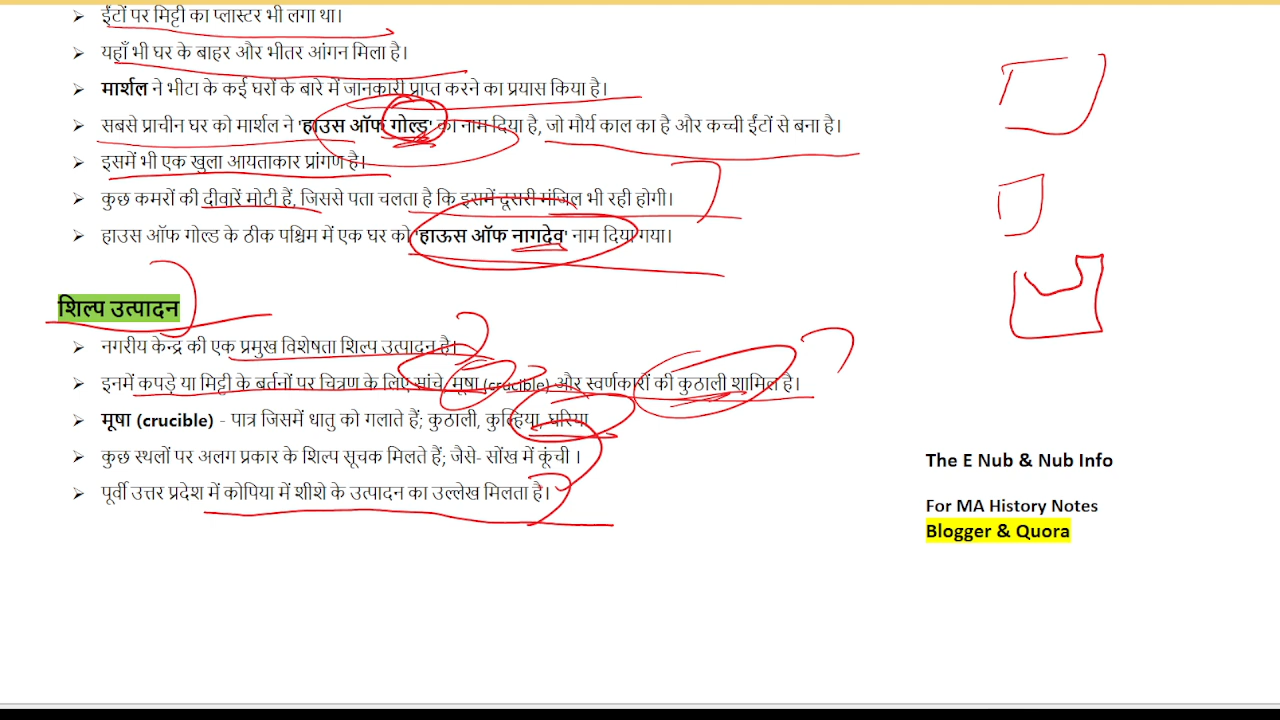 ➢ ईंटों पर मिट्टी का प्लास्टर भी लगा था।
➢ यहाँ भी घर के बाहर और भीतर आंगन मिला है।
➢ मार्शल ने भीटा के कई घरों के बारे में जानकारी प्राप्त करने का प्रयास किया है।
➢ सबसे प्राचीन घर को मार्शल ने 'हाउस ऑफ गोल्ड' का नाम दिया है, जो मौर्य काल का है और कच्ची ईंटों से बना है।
➢ इसमें भी एक खुला आयताकार प्रांगण है।
➢ कुछ कमरों की दीवारें मोटी हैं, जिससे पता चलता है कि इसमें दूसरी मंजिल भी रही होगी।
➢ हाउस ऑफ गोल्ड के ठीक पश्चिम में एक घर को 'हाऊस ऑफ नागदेव' नाम दिया गया।
शिल्प उत्पादन
➢ नगरीय केन्द्र की एक प्रमुख विशेषता शिल्प उत्पादन है।
➢ इनमें कपड़े या मिट्टी के बर्तनों पर चित्रण के लिए सांचे, मूषा (crucible) और स्वर्णकारों की कुठाली शामिल है।
➢ मूषा (crucible) - पात्र जिसमें धातु को गलाते हैं; कुठाली, कुल्हिया, घरिया
➢ कुछ स्थलों पर अलग प्रकार के शिल्प सूचक मिलते हैं; जैसे- सोंख में कूंची ।
➢ पूर्वी उत्तर प्रदेश में कोपिया में शीशे के उत्पादन का उल्लेख मिलता है।
The E Nub & Nub Info
For MA History Notes
Blogger & Quora